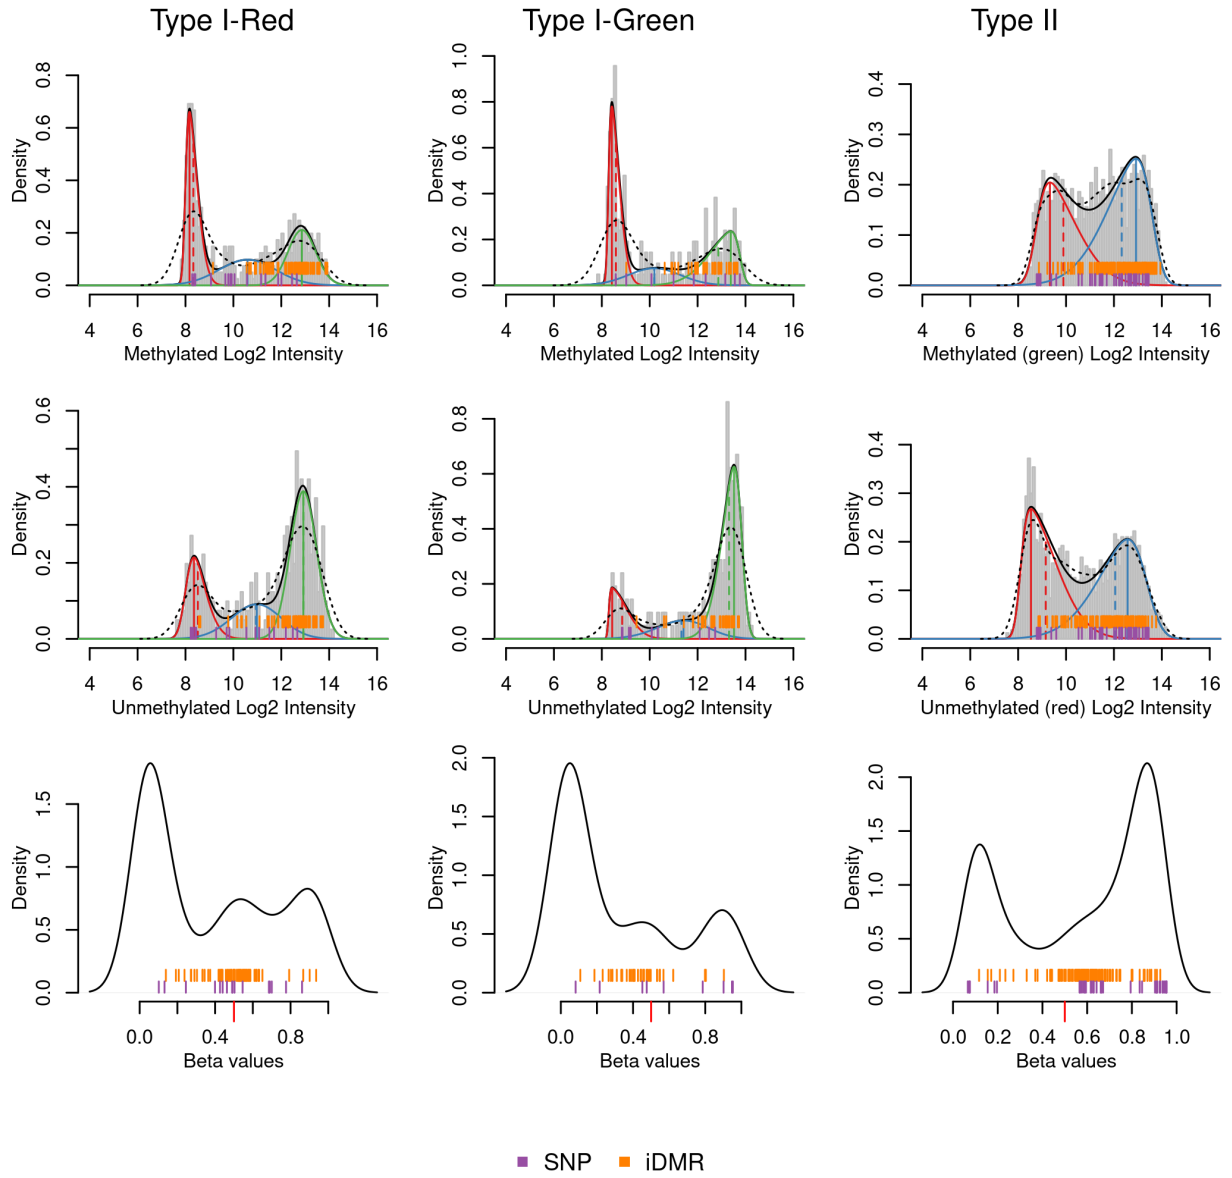 Type I-Red Type I-Green Type II
Density
0.0 0.2 0.4 0.6 0.8
4 6 8 10 12 14 16
Methylated Log2 Intensity
Density
0.0 0.2 0.4 0.6 0.8 1.0
4 6 8 10 12 14 16
Methylated Log2 Intensity
Density
0.0 0.1 0.2 0.3 0.4
4 6 8 10 12 14 16
Methylated (green) Log2 Intensity
Density
0.0 0.2 0.4 0.6
4 6 8 10 12 14 16
Unmethylated Log2 Intensity
Density
0.0 0.2 0.4 0.6 0.8
4 6 8 10 12 14 16
Unmethylated Log2 Intensity
Density
0.0 0.1 0.2 0.3 0.4
4 6 8 10 12 14 16
Unmethylated (red) Log2 Intensity
Density
0.0 0.5 1.0 1.5
0.0 0.4 0.8
Beta values
Density
0.0 0.5 1.0 1.5 2.0
0.0 0.4 0.8
Beta values
Density
0.0 0.5 1.0 1.5 2.0
0.0 0.2 0.4 0.6 0.8 1.0
Beta values
SNP iDMR